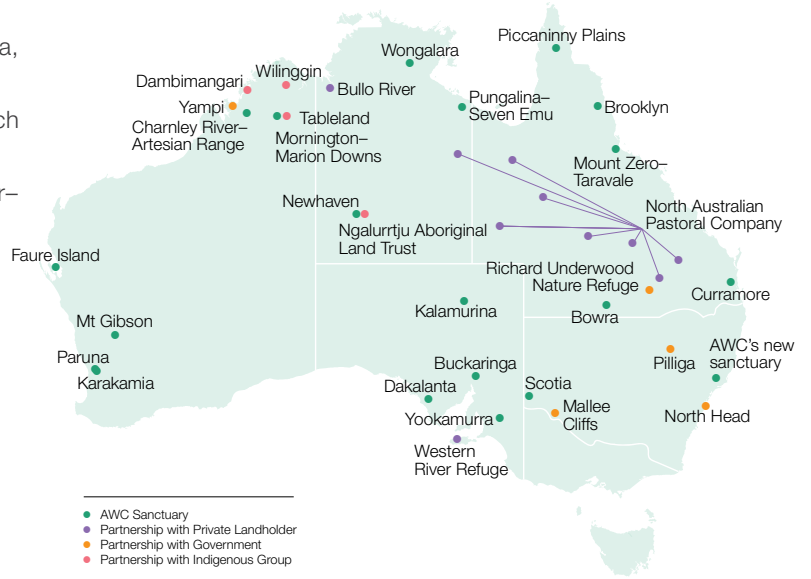 a,
ch
r–
Piccaninny Plains
Wongalara
Wilinggin
Dambimangari
Bullo River
Yampi
Pungalina–
Seven Emu
Brooklyn
Charnley River–
Artesian Range
Tableland
Mornington–
Marion Downs
Mount Zero–
Taravale
Newhaven
North Australian
Pastoral Company
Ngalurrtju Aboriginal
Land Trust
Faure Island
Richard Underwood
Nature Refuge
Curramore
Kalamurina
Bowra
Mt Gibson
AWC's new
sanctuary
Paruna
Karakamia
Buckaringa
Pilliga
Dakalanta
Scotia
Mallee
Cliffs
North Head
Yookamurra
Western
River Refuge
AWC Sanctuary
Partnership with Private Landholder
Partnership with Government
Partnership with Indigenous Group